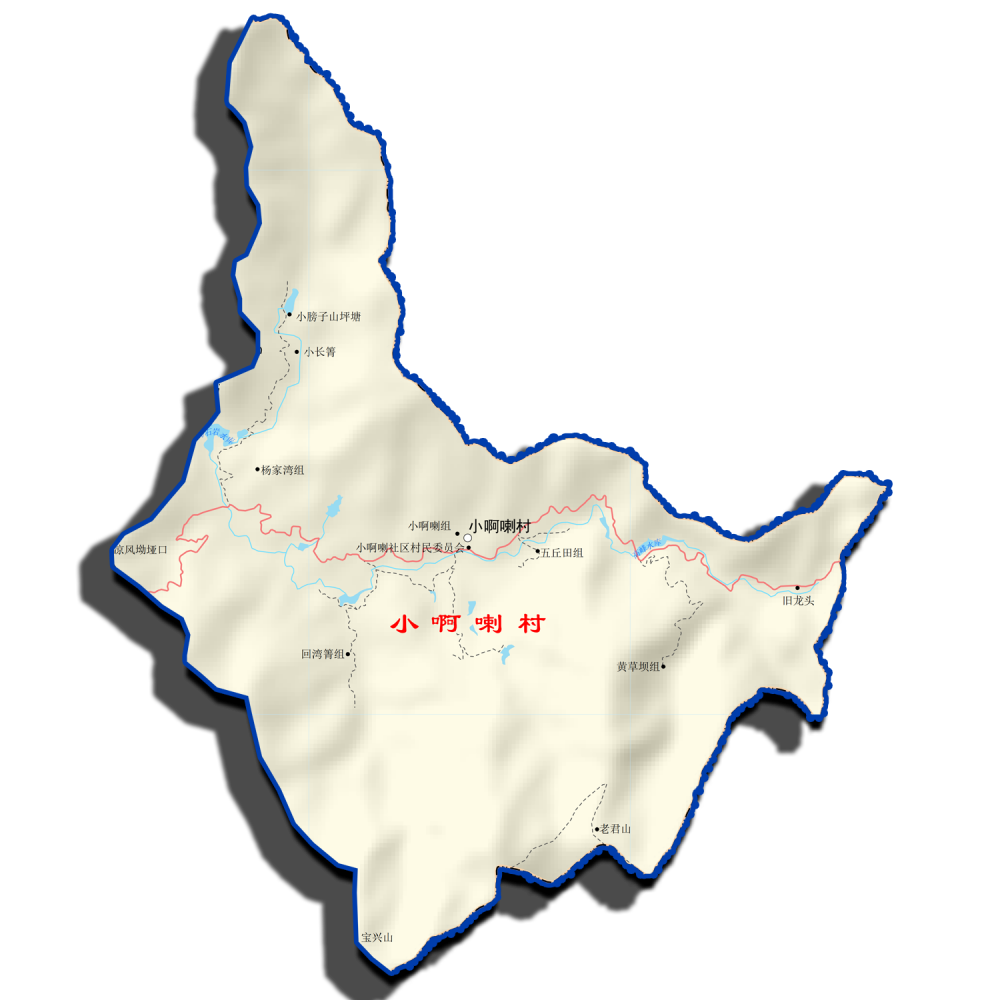 小膀子山坪塘
小长箐
杨家湾组
小啊喇组
小啊喇村
凉风坳垭口
小啊喇社区村民委员会
五丘田组
旧龙头
小啊喇村
回湾箐组
黄草坝组
老君山
宝兴山